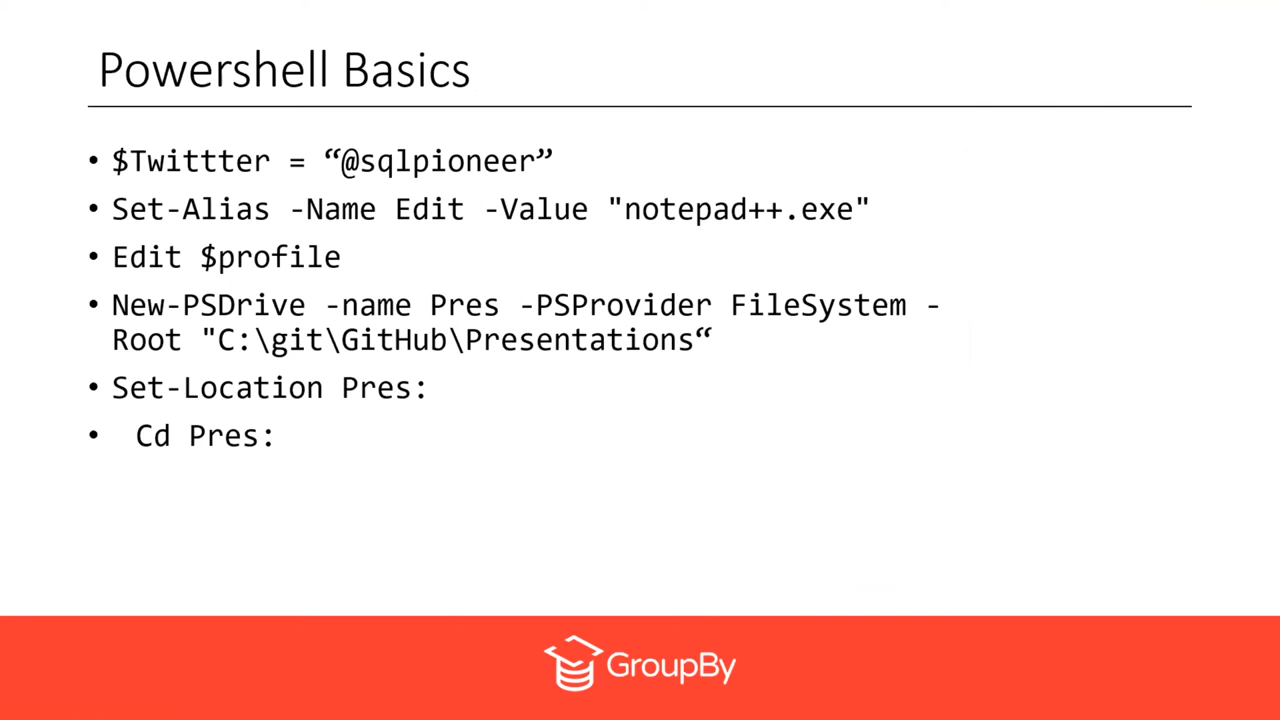 Powershell Basics
• $Twittter = “@sqlpioneer”
• Set-Alias -Name Edit -Value "notepad++.exe"
• Edit $profile
• New-PSDrive -name Pres -PSProvider FileSystem -
Root "C:\git\GitHub\Presentations“
• Set-Location Pres:
• Cd Pres:
GroupBy